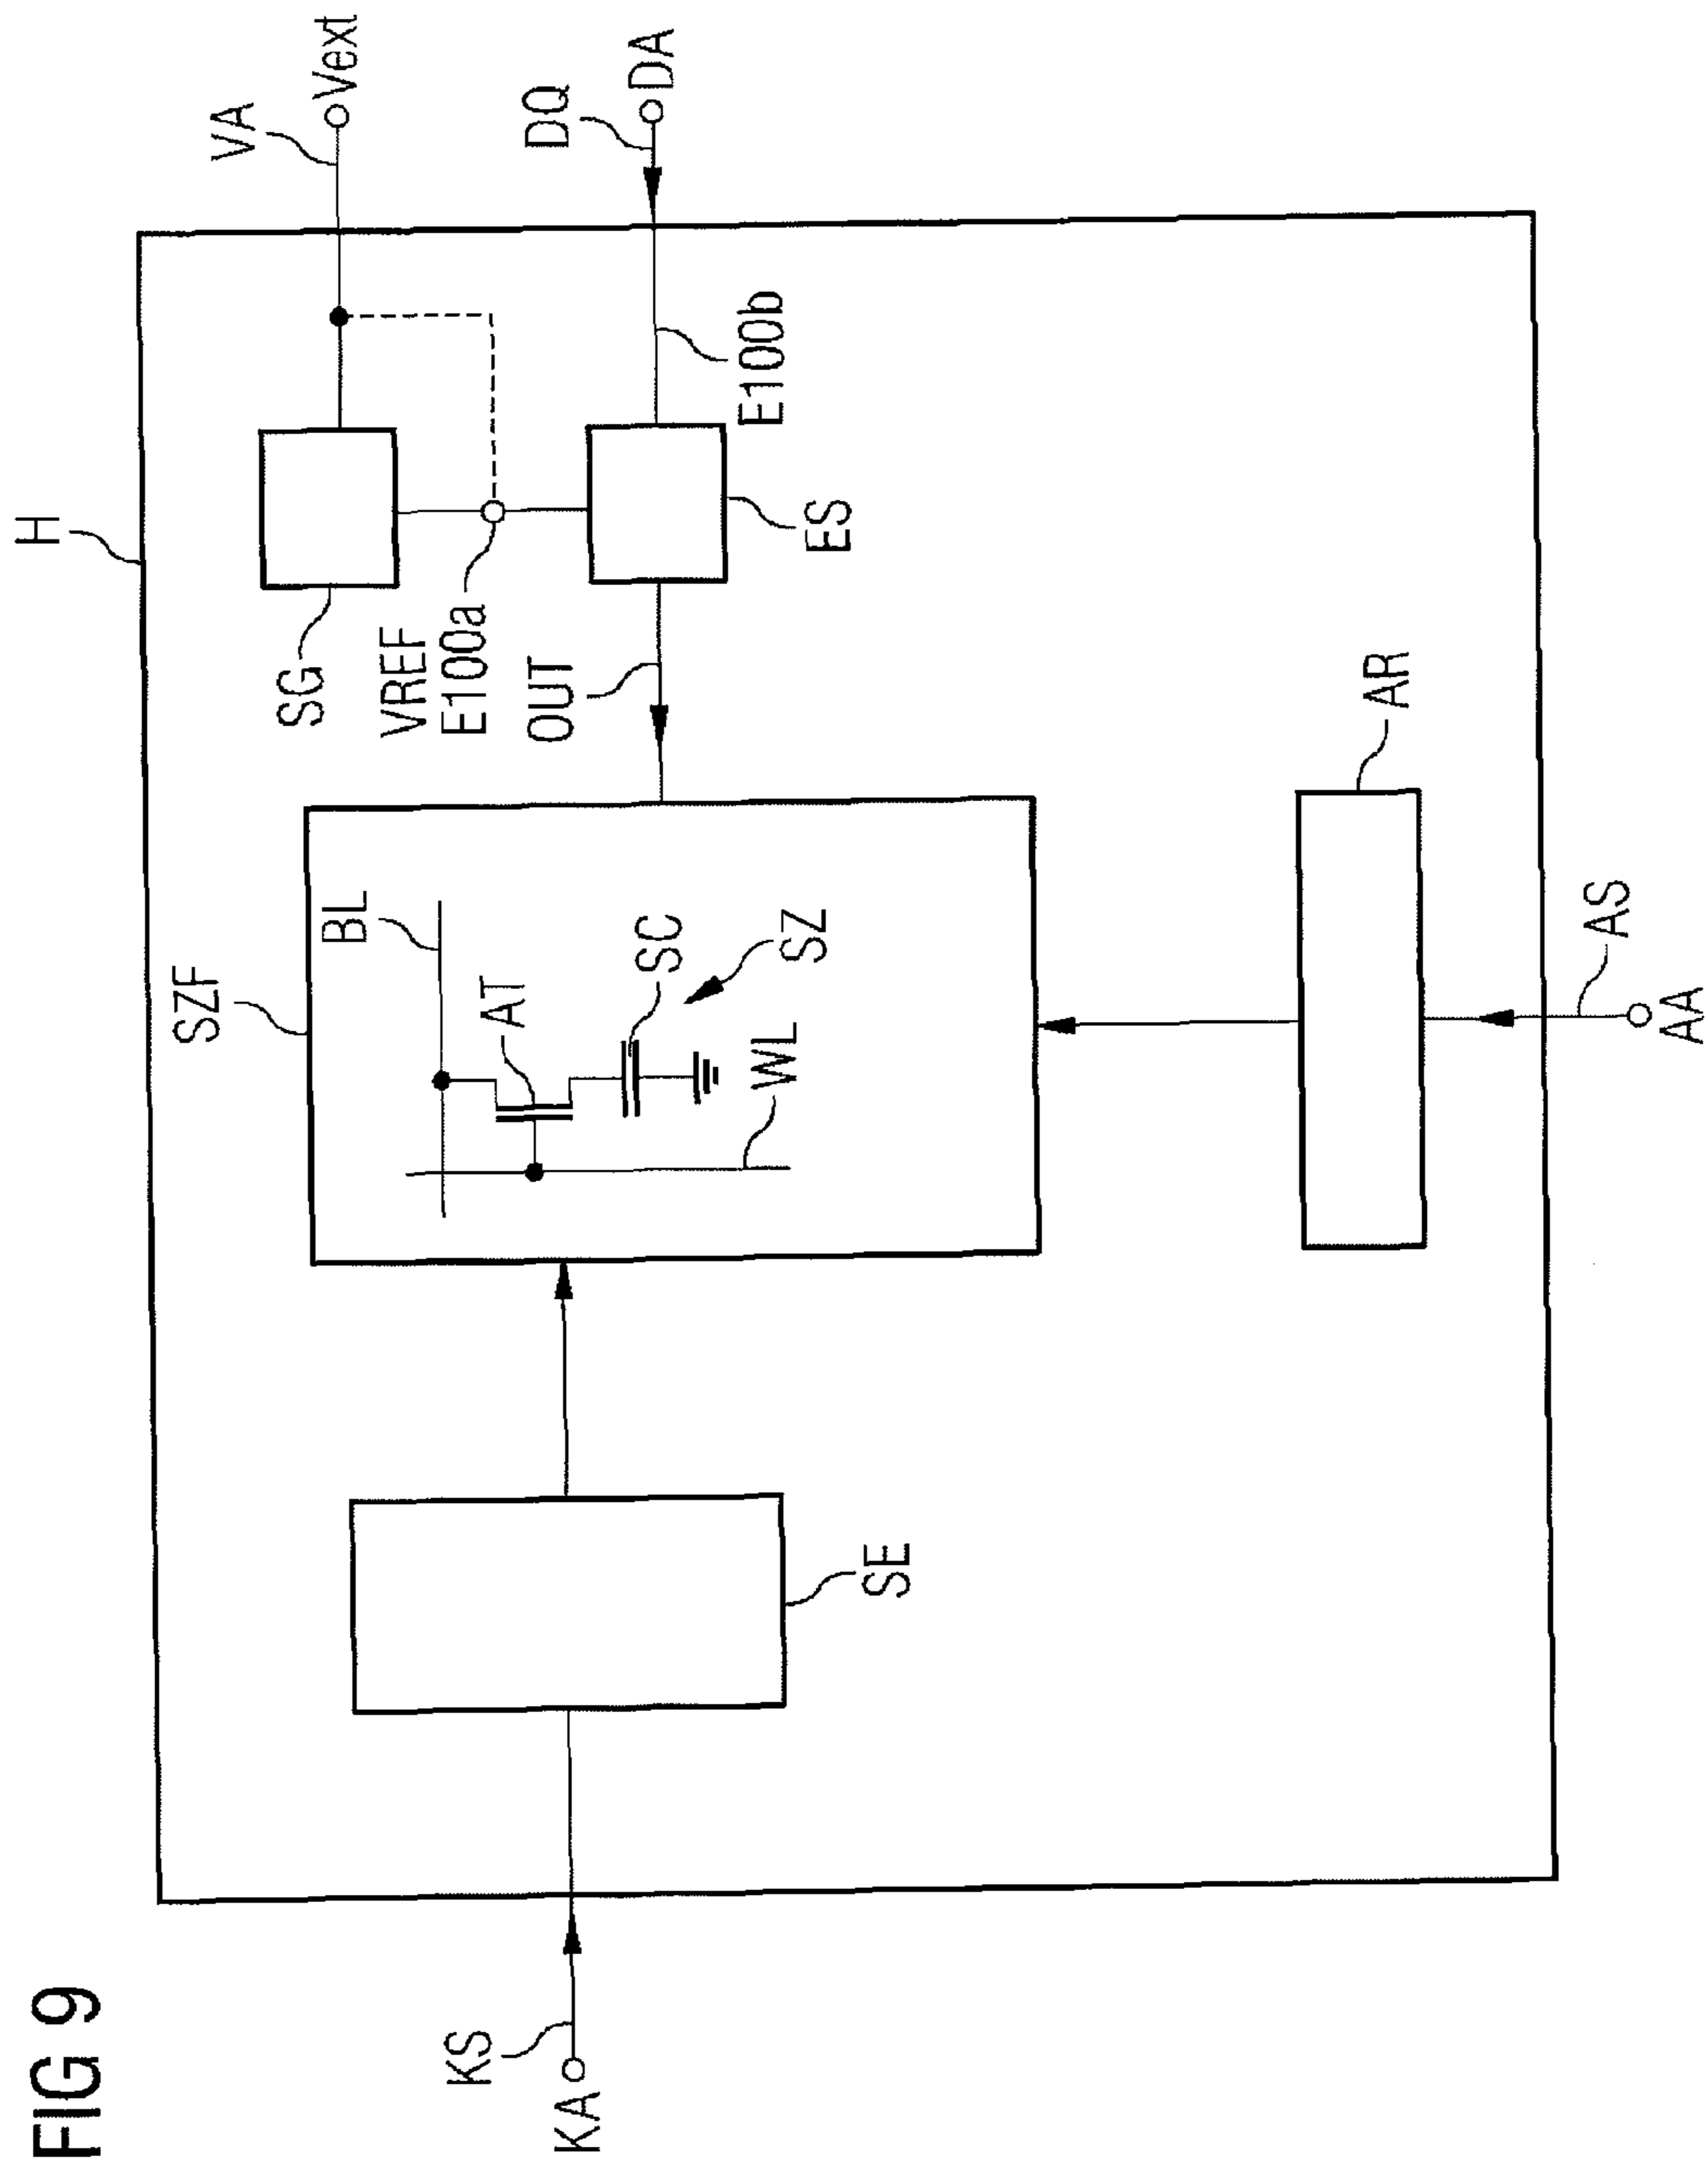 FIG 9
H
VA
Vext
SG
VREF
E100a
DQ
DA
E100b
OUT
ES
SZF
BL
AT
SC
SZ
WL
SE
KS
KA
AR
AS
AA